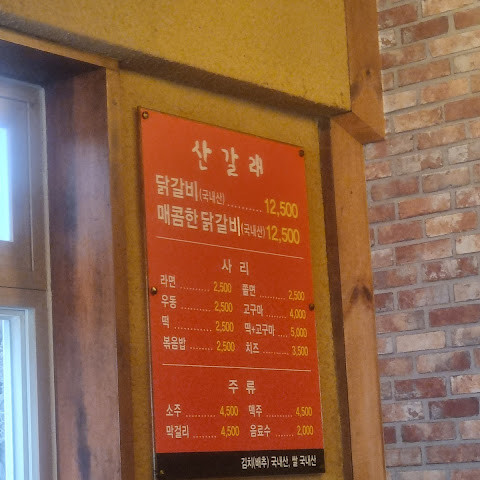 산갈래
닭갈비(국내산) ........ 12,500
매콤한 닭갈비(국내산) 12,500
사 리
라면 ........ 2,500 쫄면 ........ 2,500
우동 ........ 2,500 고구마 ........ 4,000
떡 ........ 2,500 떡+고구마 .... 5,000
볶음밥 ........ 2,500 치즈 ........ 3,500
주 류
소주 ........ 4,500 맥주 ........ 4,500
막걸리 ........ 4,500 음료수 ........ 2,000
김치(배추) 국내산, 쌀 국내산